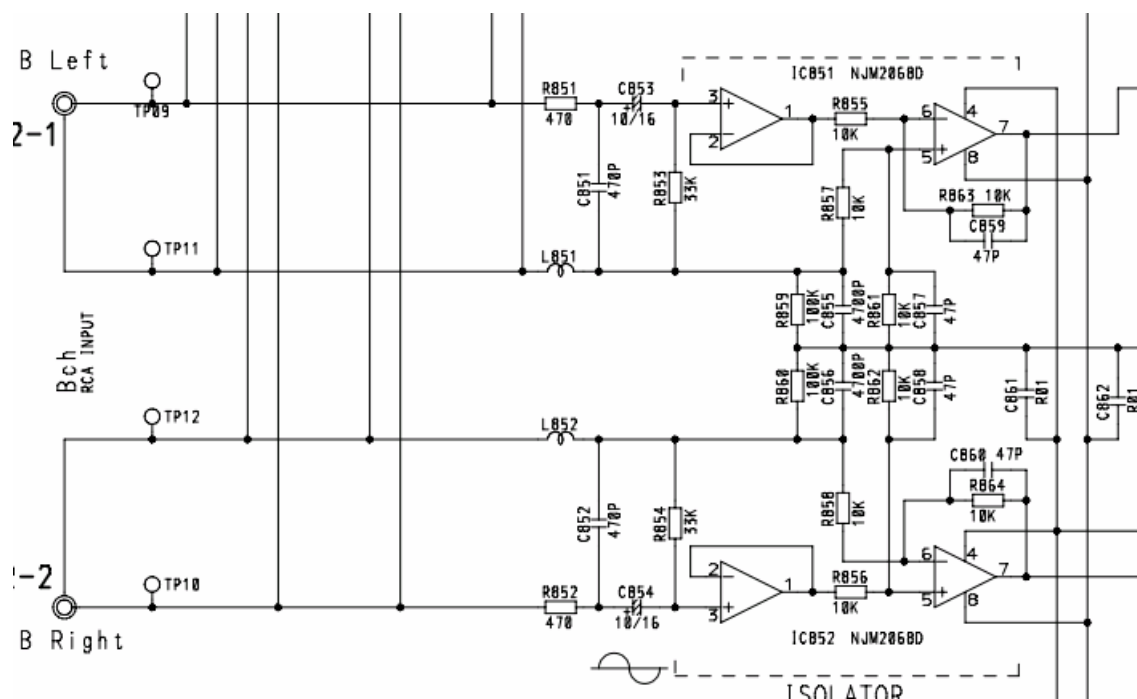 B Left
TP09
2-1
R851
470
C853
10/16
IC851 NJM2068D
3
2
1
R855
10K
6
5
4
8
7
C851
470P
R853
33K
R857
10K
R863 10K
C859
47P
TP11
L851
R859
100K
C855
4700P
R861
10K
C857
47P
Bch
RCA INPUT
R860
100K
C856
4700P
R862
10K
C858
47P
C861
R01
C862
R01
TP12
L852
C860 47P
R864
10K
C852
470P
R854
33K
R858
10K
-2
TP10
R852
470
C854
10/16
2
3
1
R856
10K
6
5
4
8
7
B Right
IC852 NJM2068D
ISOLATOR